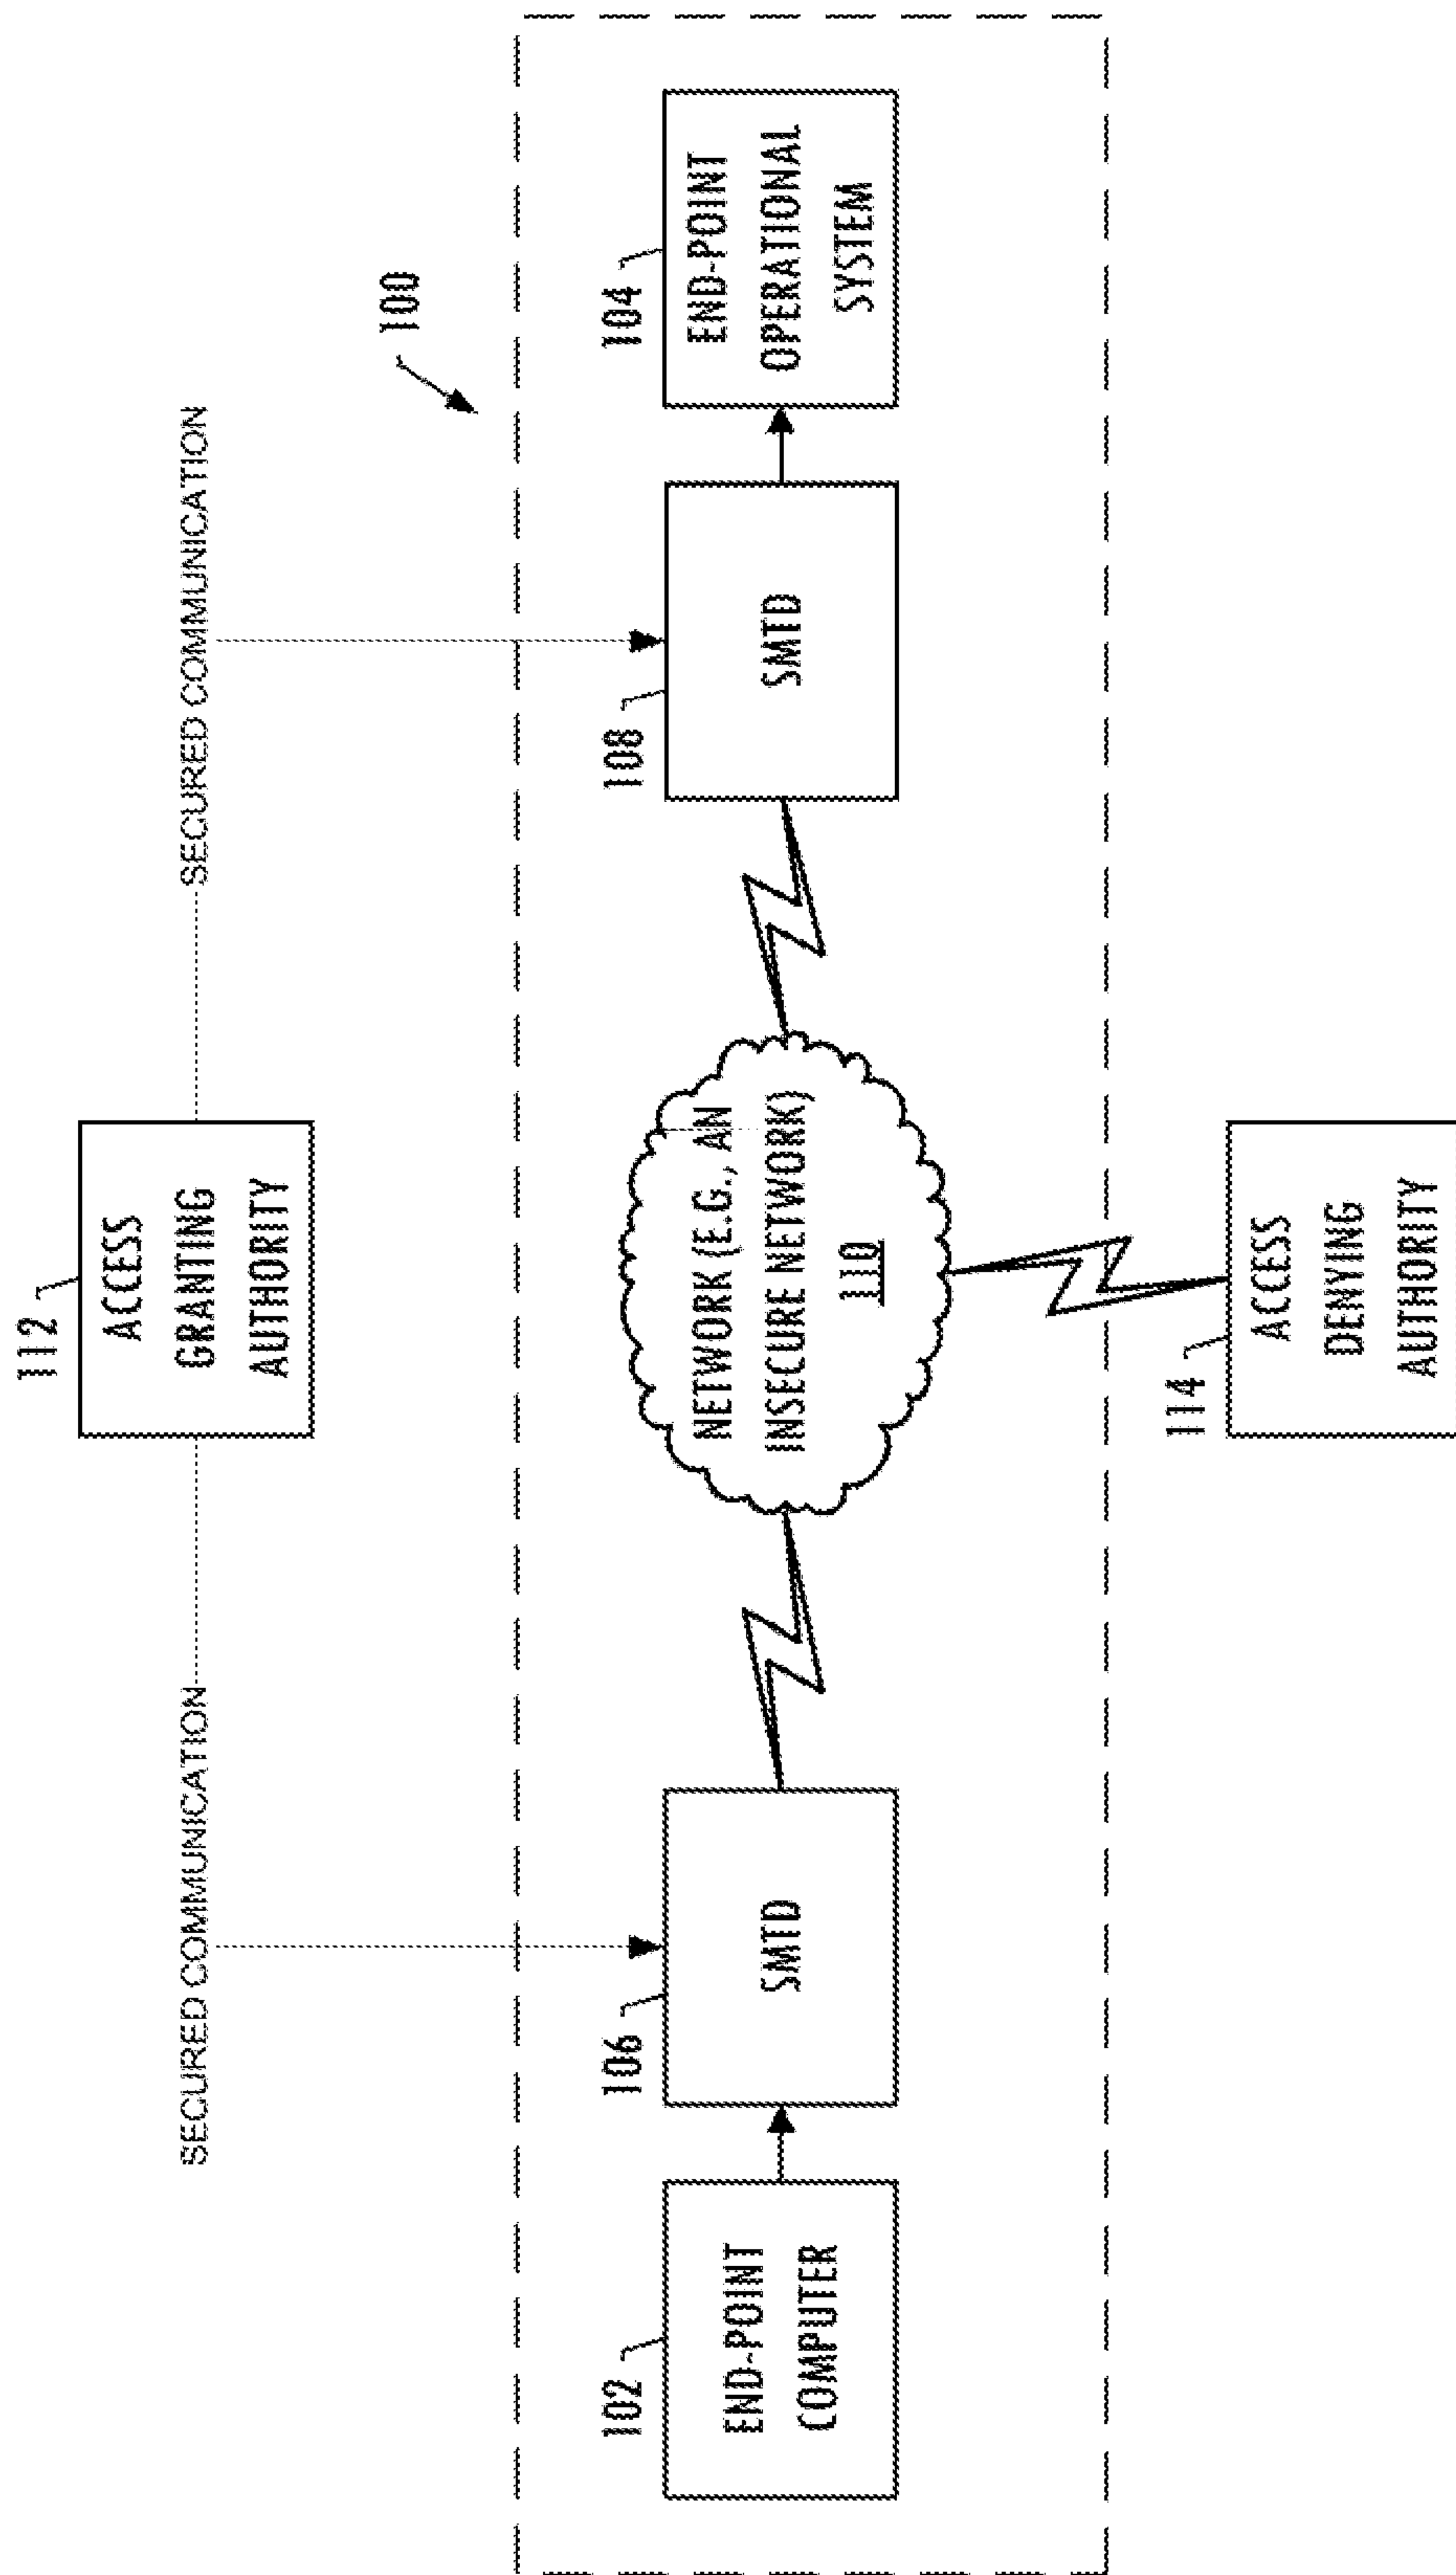 112
ACCESS
GRANTING
AUTHORITY
SECURED COMMUNICATION
SECURED COMMUNICATION
100
102
END-POINT
COMPUTER
106
SMTD
NETWORK (E.G., AN
INSECURE NETWORK)
110
108
SMTD
104
END-POINT
OPERATIONAL
SYSTEM
114
ACCESS
DENYING
AUTHORITY